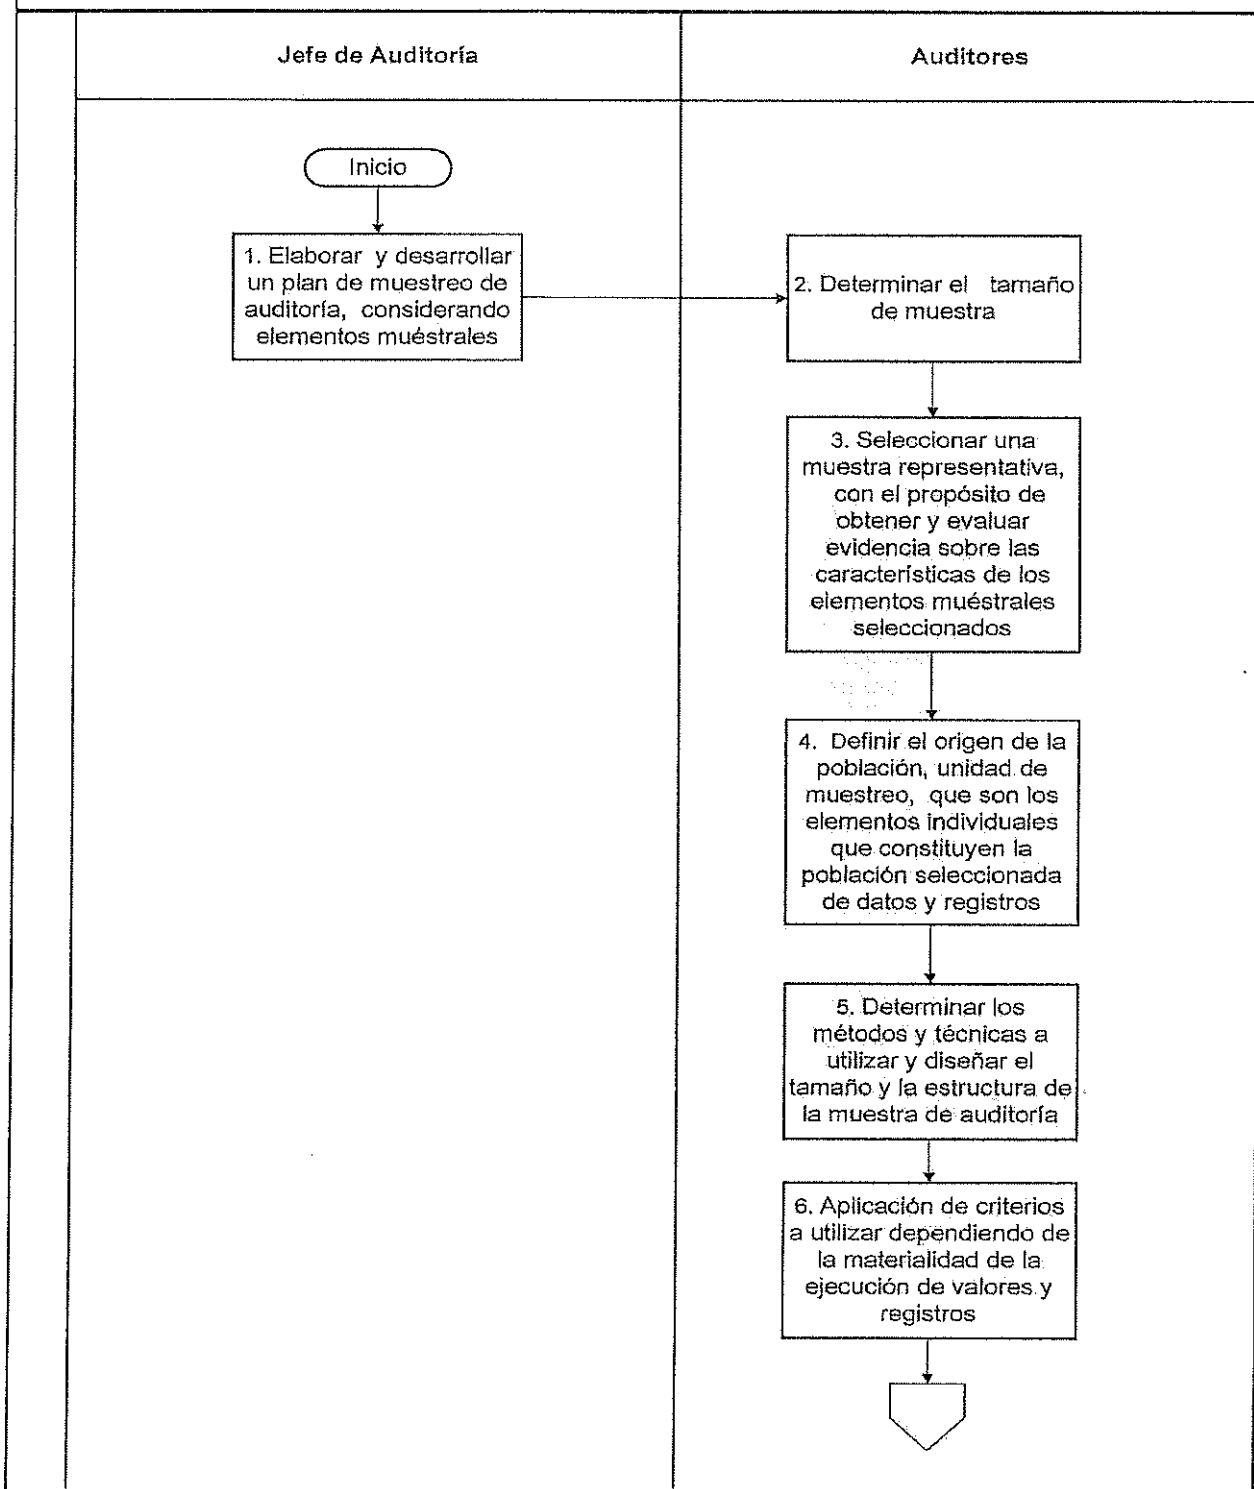 Jefe de Auditoría
Auditores
Inicio
1. Elaborar y desarrollar
un plan de muestreo de
auditoría, considerando
elementos muéstrales
2. Determinar el tamaño
de muestra
3. Seleccionar una
muestra representativa,
con el propósito de
obtener y evaluar
evidencia sobre las
características de los
elementos muéstrales
seleccionados
4. Definir el origen de la
población, unidad de
muestreo, que son los
elementos individuales
que constituyen la
población seleccionada
de datos y registros
5. Determinar los
métodos y técnicas a
utilizar y diseñar el
tamaño y la estructura de
la muestra de auditoría
6. Aplicación de criterios
a utilizar dependiendo de
la materialidad de la
ejecución de valores y
registros